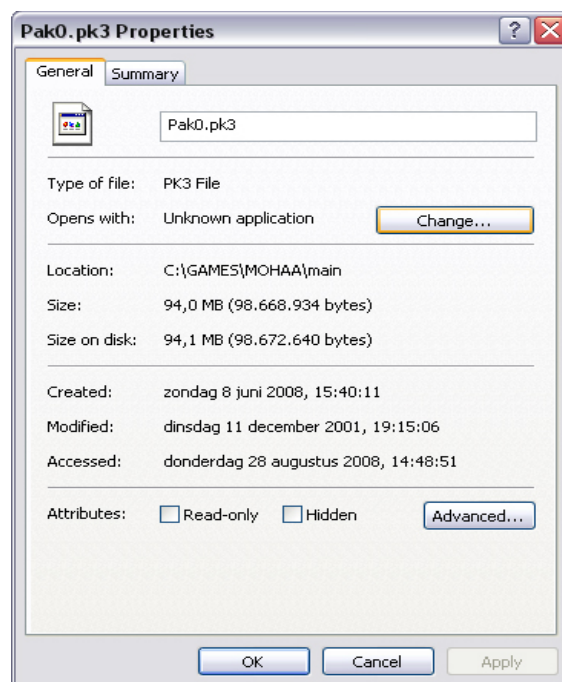 Pak0.pk3 Properties
General Summary
Pak0.pk3
Type of file: PK3 File
Opens with: Unknown application Change...
Location: C:\GAMES\MOHAA\main
Size: 94,0 MB (98.668.934 bytes)
Size on disk: 94,1 MB (98.672.640 bytes)
Created: zondag 8 juni 2008, 15:40:11
Modified: dinsdag 11 december 2001, 19:15:06
Accessed: donderdag 28 augustus 2008, 14:48:51
Attributes: Read-only Hidden Advanced...
OK Cancel Apply